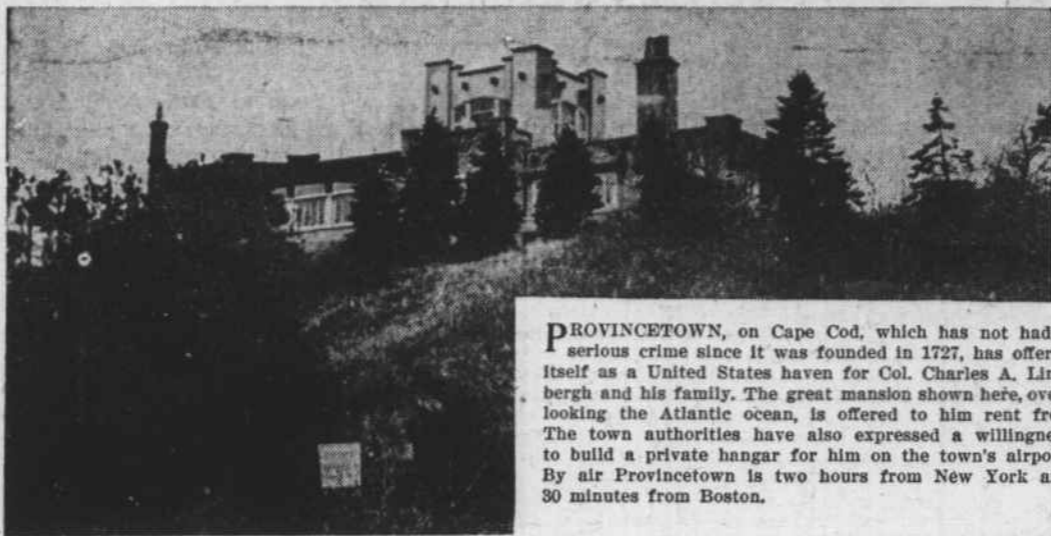 PROVINCETOWN, on Cape Cod, which has not had
serious crime since it was founded in 1727, has offer
itself as a United States haven for Col. Charles A. Lin
bergh and his family. The great mansion shown here, ove
looking the Atlantic ocean, is offered to him rent fre
The town authorities have also expressed a willingne
to build a private hangar for him on the town's airpo
By air Provincetown is two hours from New York a
30 minutes from Boston.